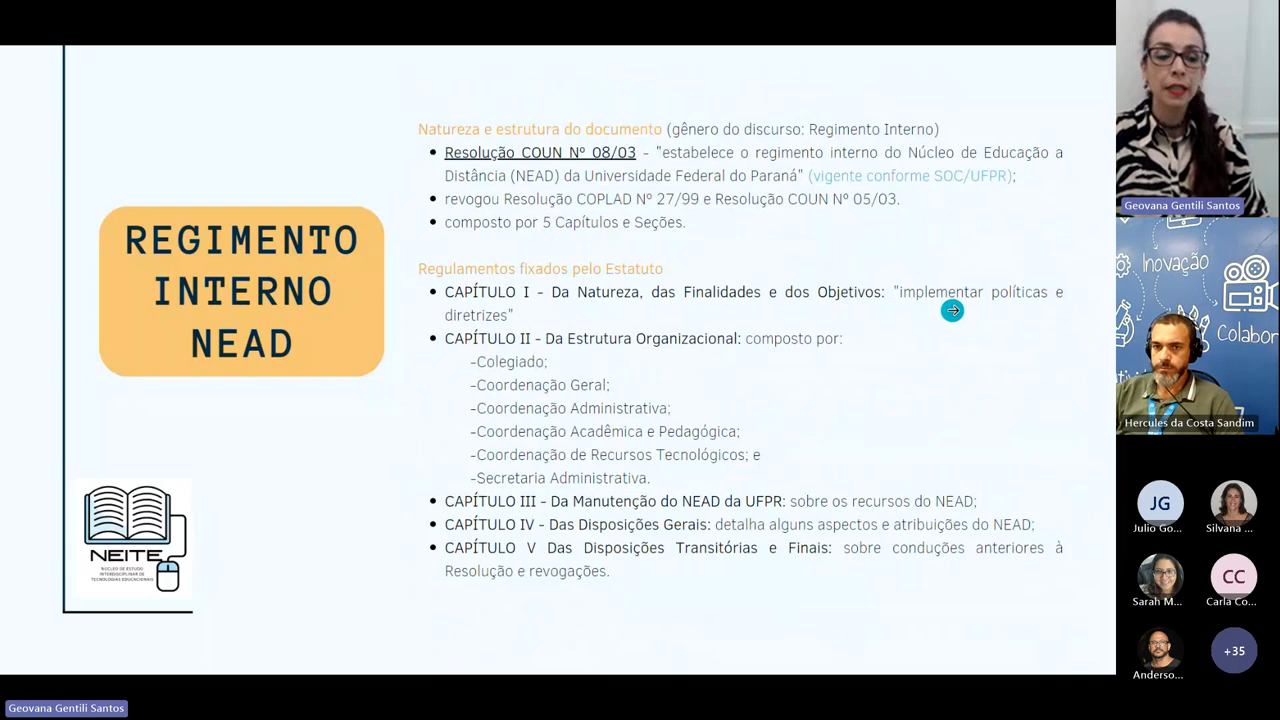 REGIMENTO
INTERNO
NEAD
Natureza e estrutura do documento (gênero do discurso: Regimento Interno)
• Resolução COUN Nº 08/03 - "estabelece o regimento interno do Núcleo de Educação a
Distância (NEAD) da Universidade Federal do Paraná" (vigente conforme SOC/UFPR);
• revogou Resolução COPLAD Nº 27/99 e Resolução COUN Nº 05/03.
• composto por 5 Capítulos e Seções.
Regulamentos fixados pelo Estatuto
• CAPÍTULO I - Da Natureza, das Finalidades e dos Objetivos: "implementar políticas e
diretrizes"
• CAPÍTULO II - Da Estrutura Organizacional: composto por:
-Colegiado;
-Coordenação Geral;
-Coordenação Administrativa;
-Coordenação Acadêmica e Pedagógica;
-Coordenação de Recursos Tecnológicos; e
-Secretaria Administrativa.
• CAPÍTULO III - Da Manutenção do NEAD da UFPR: sobre os recursos do NEAD;
• CAPÍTULO IV - Das Disposições Gerais: detalha alguns aspectos e atribuições do NEAD;
• CAPÍTULO V Das Disposições Transitórias e Finais: sobre conduções anteriores à
Resolução e revogações.
NEITE
NÚCLEO DE ESTUDO
INTERDISCIPLINAR DE
TECNOLOGIAS EDUCACIONAIS
Geovana Gentili Santos
Inovação
Colabor
Hercules da Costa Sandim
JG
Julio Go...
Silvana ...
Sarah M...
CC
Carla Co...
Anderso...
+35
Geovana Gentili Santos